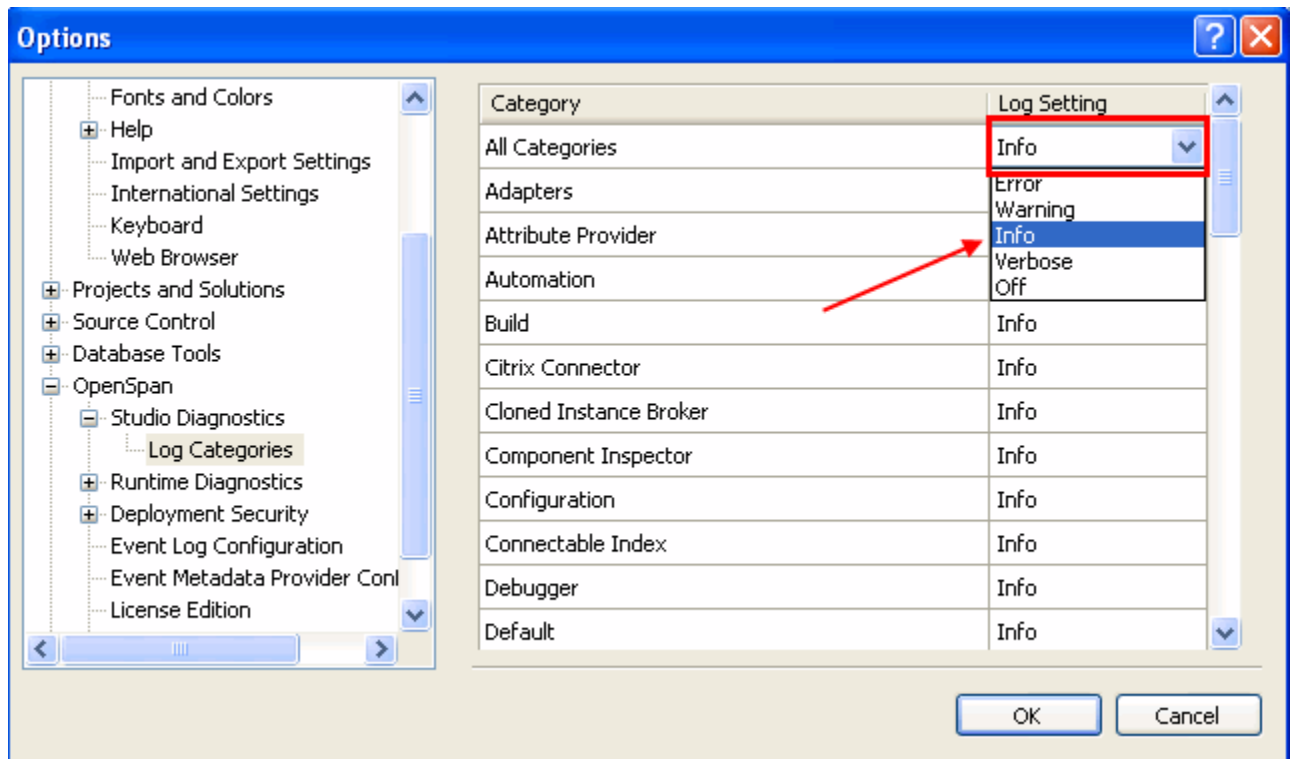 Options
Fonts and Colors
Help
Import and Export Settings
International Settings
Keyboard
Web Browser
Projects and Solutions
Source Control
Database Tools
OpenSpan
Studio Diagnostics
Log Categories
Runtime Diagnostics
Deployment Security
Event Log Configuration
Event Metadata Provider Conf
License Edition
Category Log Setting
All Categories Info
Adapters
Attribute Provider
Automation
Error
Warning
Info
Verbose
Off
Build Info
Citrix Connector Info
Cloned Instance Broker Info
Component Inspector Info
Configuration Info
Connectable Index Info
Debugger Info
Default Info
OK Cancel